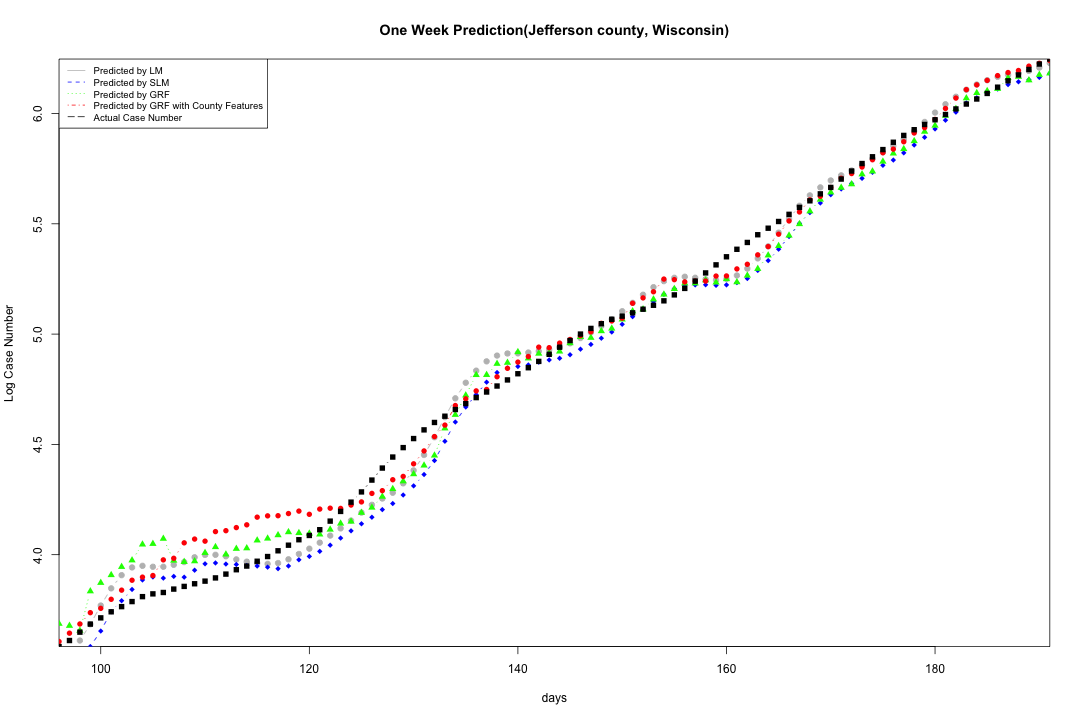 One Week Prediction(Jefferson county, Wisconsin)
Predicted by LM
Predicted by SLM
Predicted by GRF
Predicted by GRF with County Features
Actual Case Number
6.0
5.5
5.0
4.5
4.0
Log Case Number
100 120 140 160 180
days